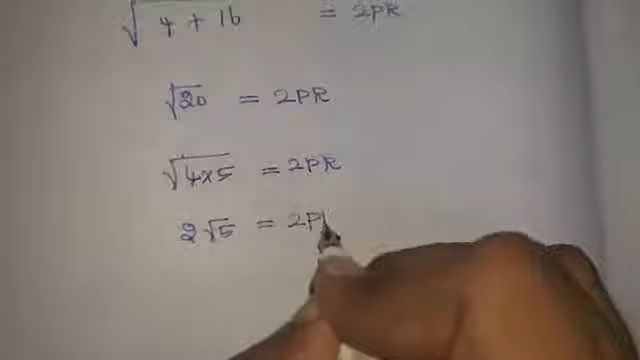 √4 + 16 = 2PR
√20 = 2PR
√4×5 = 2PR
2√5 = 2P